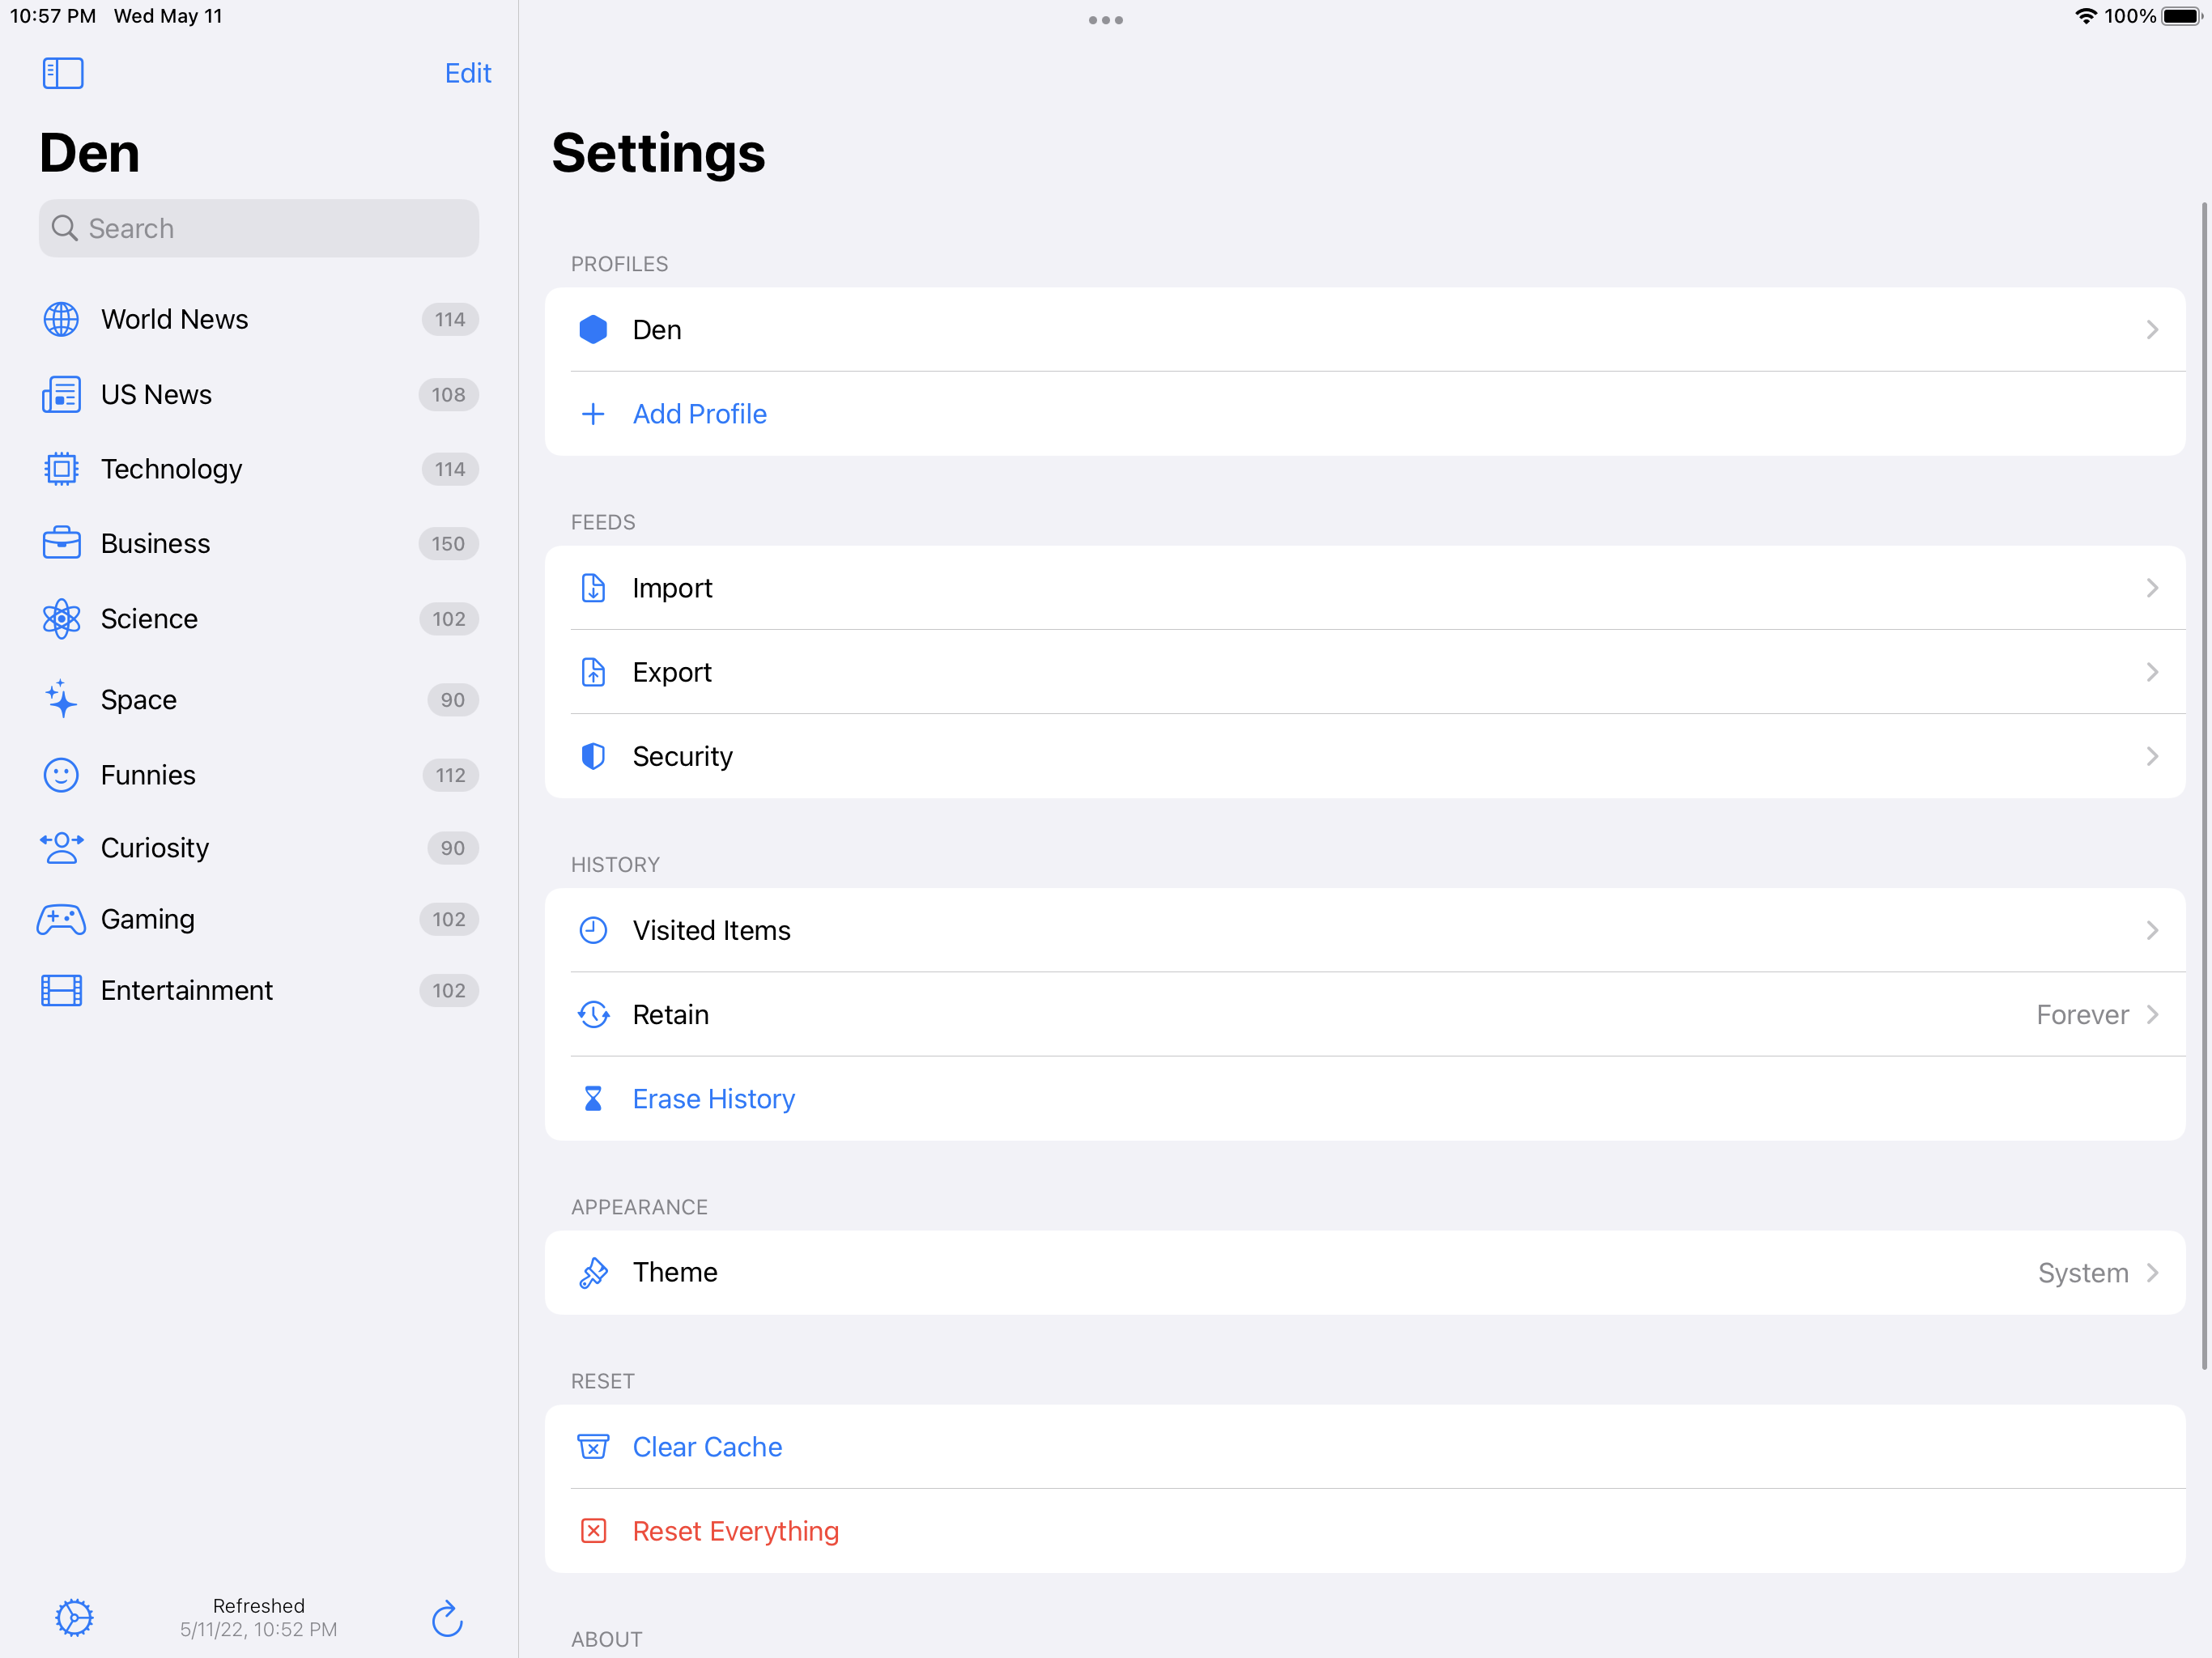 10:57 PM Wed May 11
100%
Edit
Den
Search
World News 114
US News 108
Technology 114
Business 150
Science 102
Space 90
Funnies 112
Curiosity 90
Gaming 102
Entertainment 102
Refreshed
5/11/22, 10:52 PM
Settings
PROFILES
Den
Add Profile
FEEDS
Import
Export
Security
HISTORY
Visited Items
Retain Forever
Erase History
APPEARANCE
Theme System
RESET
Clear Cache
Reset Everything
ABOUT